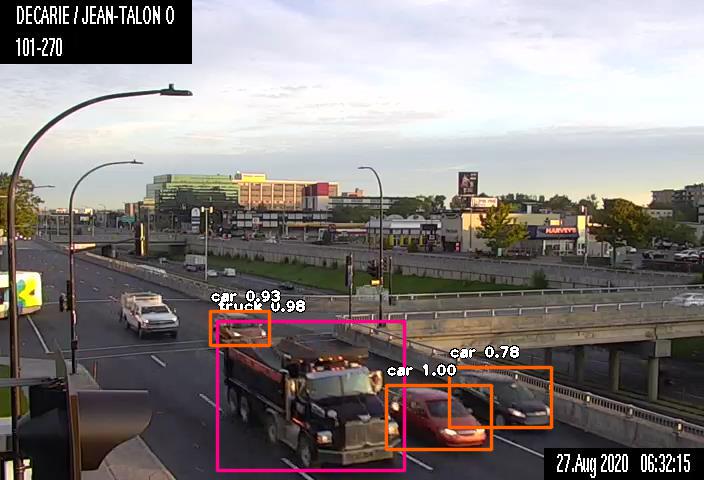 DECARIE / JEAN-TALON O
101-270
HARVEY'S
car 0.93
truck 0.98
car 0.78
car 1.00
27.Aug 2020 06:32:15